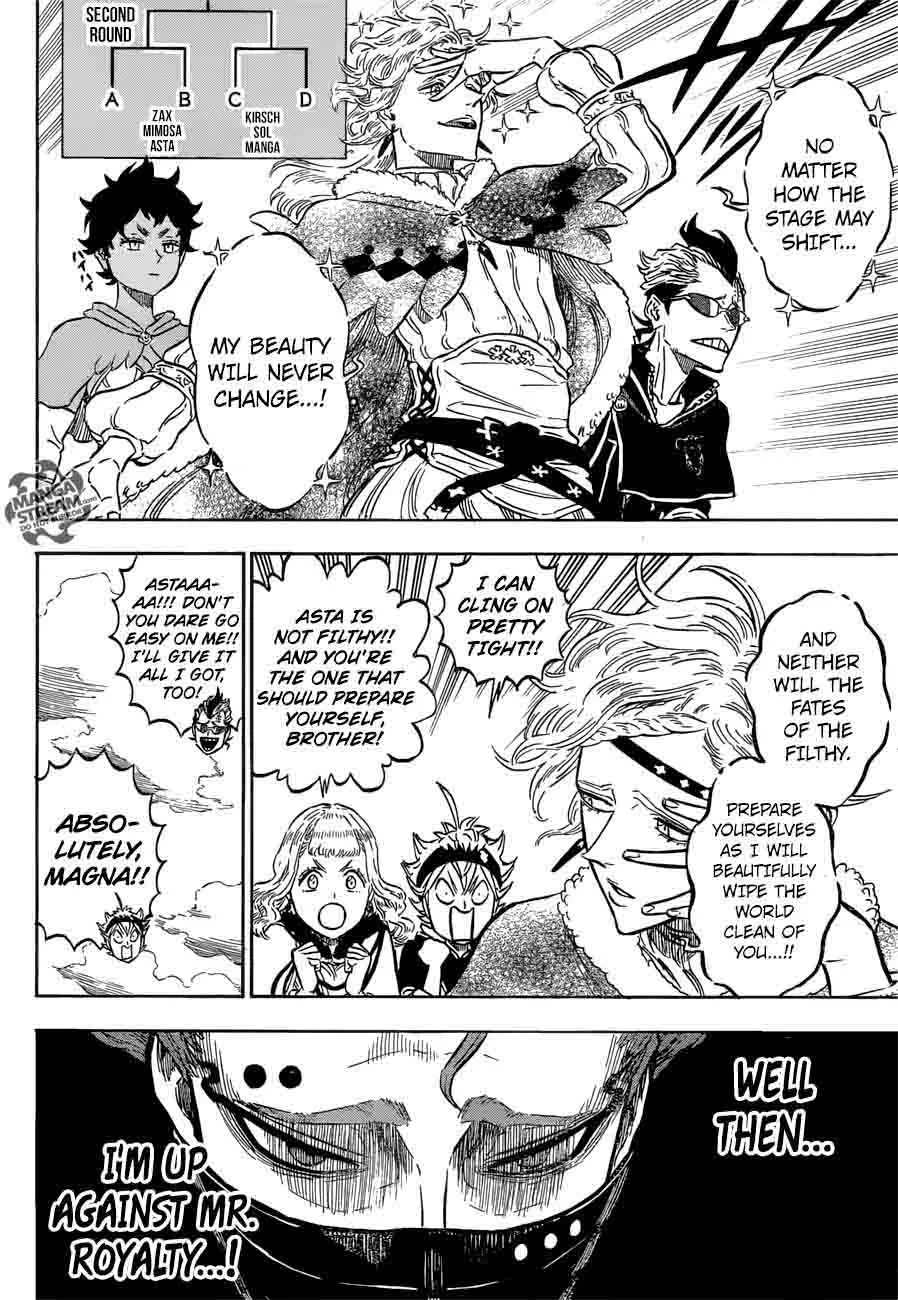 SECOND
ROUND
A B C D
ZAX
MIMOSA
ASTA
KIRSCH
SOL
MANGA
NO
MATTER
HOW THE
STAGE MAY
SHIFT...
MY BEAUTY
WILL NEVER
CHANGE...!
MANGA
STREAM.com
AND
NEITHER
WILL THE
FATES
OF THE
FILTHY.
PREPARE
YOURSELVES
AS I WILL
BEAUTIFULLY
WIPE THE
WORLD
CLEAN OF
YOU...!!
I CAN
CLING ON
PRETTY
TIGHT!!
ASTA IS
NOT FILTHY!!
AND YOU'RE
THE ONE THAT
SHOULD PREPARE
YOURSELF,
BROTHER!
ASTAAA-
AA!!! DON'T
YOU DARE GO
EASY ON ME!!
I'LL GIVE IT
ALL I GOT,
TOO!
ABSO-
LUTELY,
MAGNA!!
WELL
THEN...
I'M UP
AGAINST MR.
ROYALTY...!